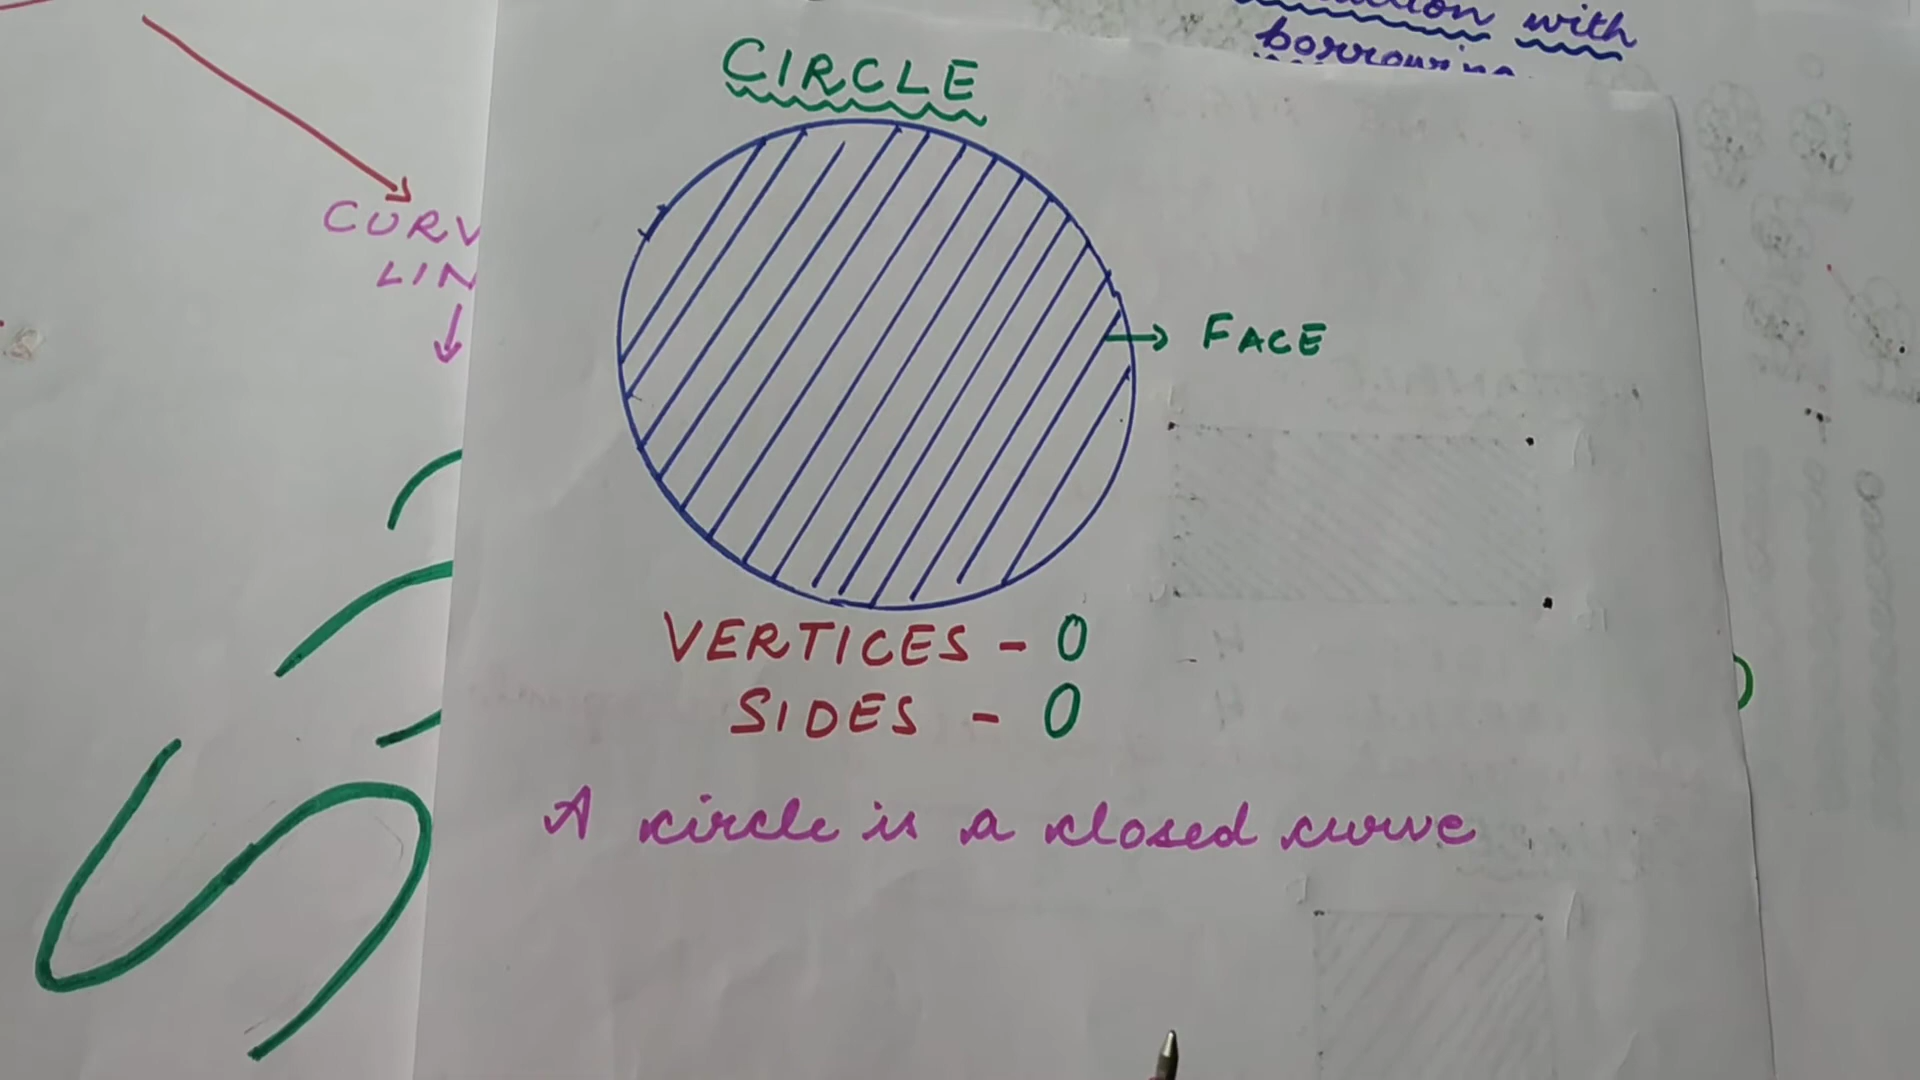 with
CIRCLE
CURV
LIN
FACE
VERTICES - 0
SIDES - 0
A circle is a closed curve